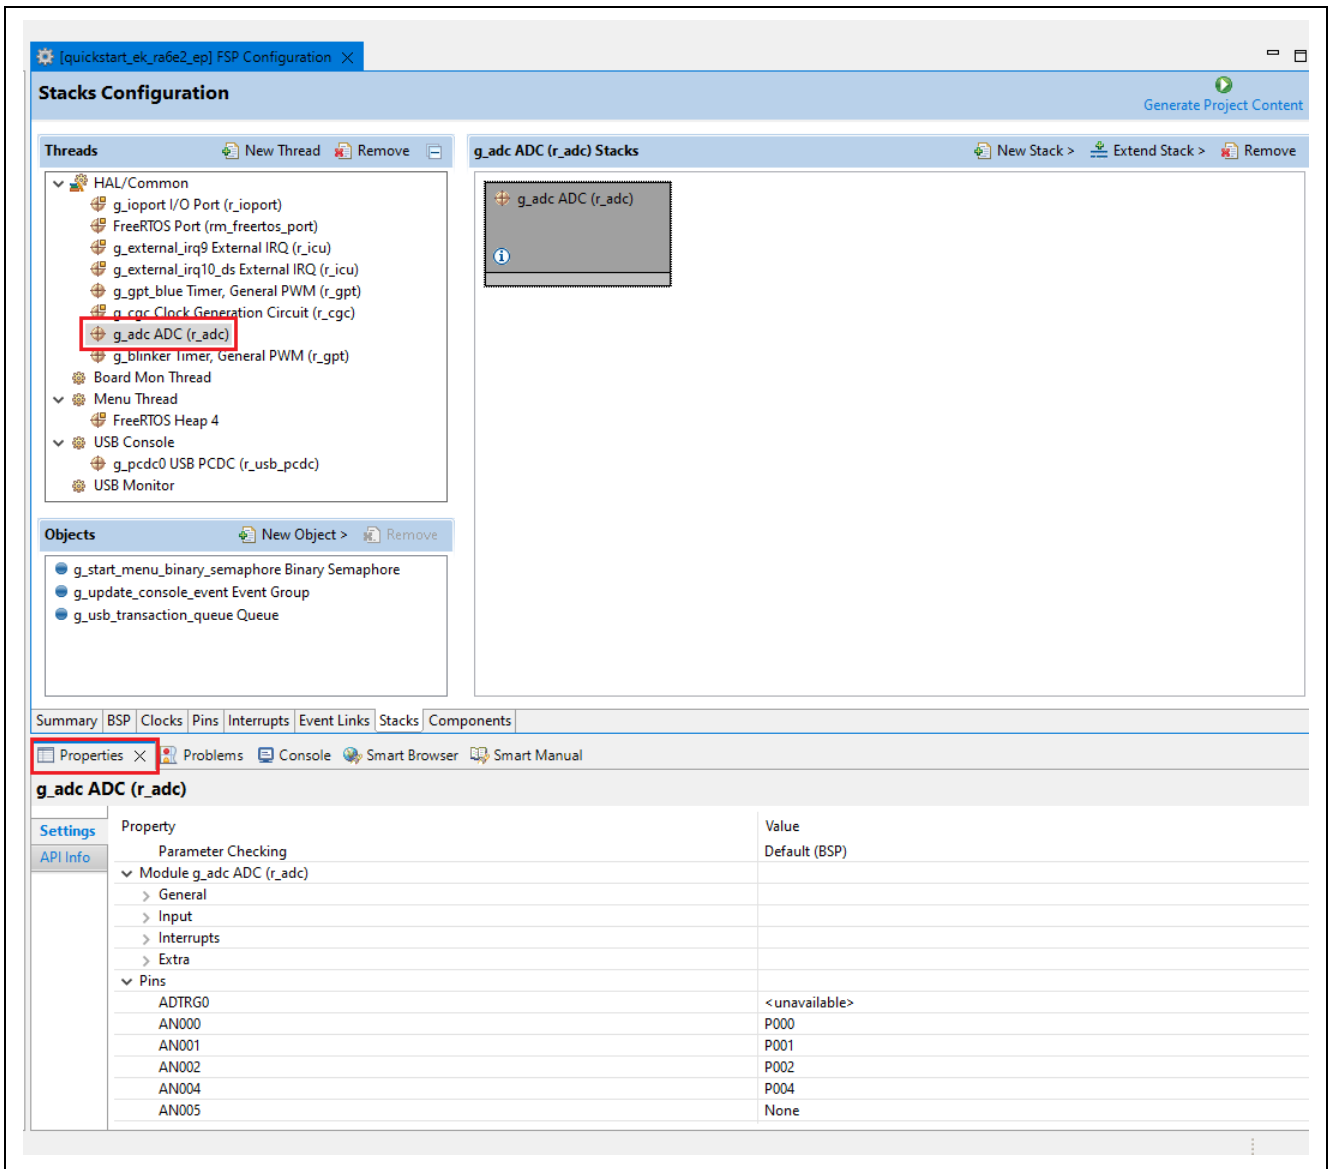 [quickstart_ek_ra6e2_ep] FSP Configuration
Stacks Configuration
Generate Project Content
Threads
New Thread
Remove
HAL/Common
g_ioport I/O Port (r_ioport)
FreeRTOS Port (rm_freertos_port)
g_external_irq9 External IRQ (r_icu)
g_external_irq10_ds External IRQ (r_icu)
g_gpt_blue Timer, General PWM (r_gpt)
g_cgc Clock Generation Circuit (r_cgc)
g_adc ADC (r_adc)
g_blinker Timer, General PWM (r_gpt)
Board Mon Thread
Menu Thread
FreeRTOS Heap 4
USB Console
g_pcdc0 USB PCDC (r_usb_pcdc)
USB Monitor
g_adc ADC (r_adc) Stacks
New Stack >
Extend Stack >
Remove
g_adc ADC (r_adc)
Objects
New Object >
Remove
g_start_menu_binary_semaphore Binary Semaphore
g_update_console_event Event Group
g_usb_transaction_queue Queue
Summary BSP Clocks Pins Interrupts Event Links Stacks Components
Properties Problems Console Smart Browser Smart Manual
g_adc ADC (r_adc)
Settings
API Info
Property Value
Parameter Checking Default (BSP)
Module g_adc ADC (r_adc)
General
Input
Interrupts
Extra
Pins
ADTRG0 <unavailable>
AN000 P000
AN001 P001
AN002 P002
AN004 P004
AN005 None